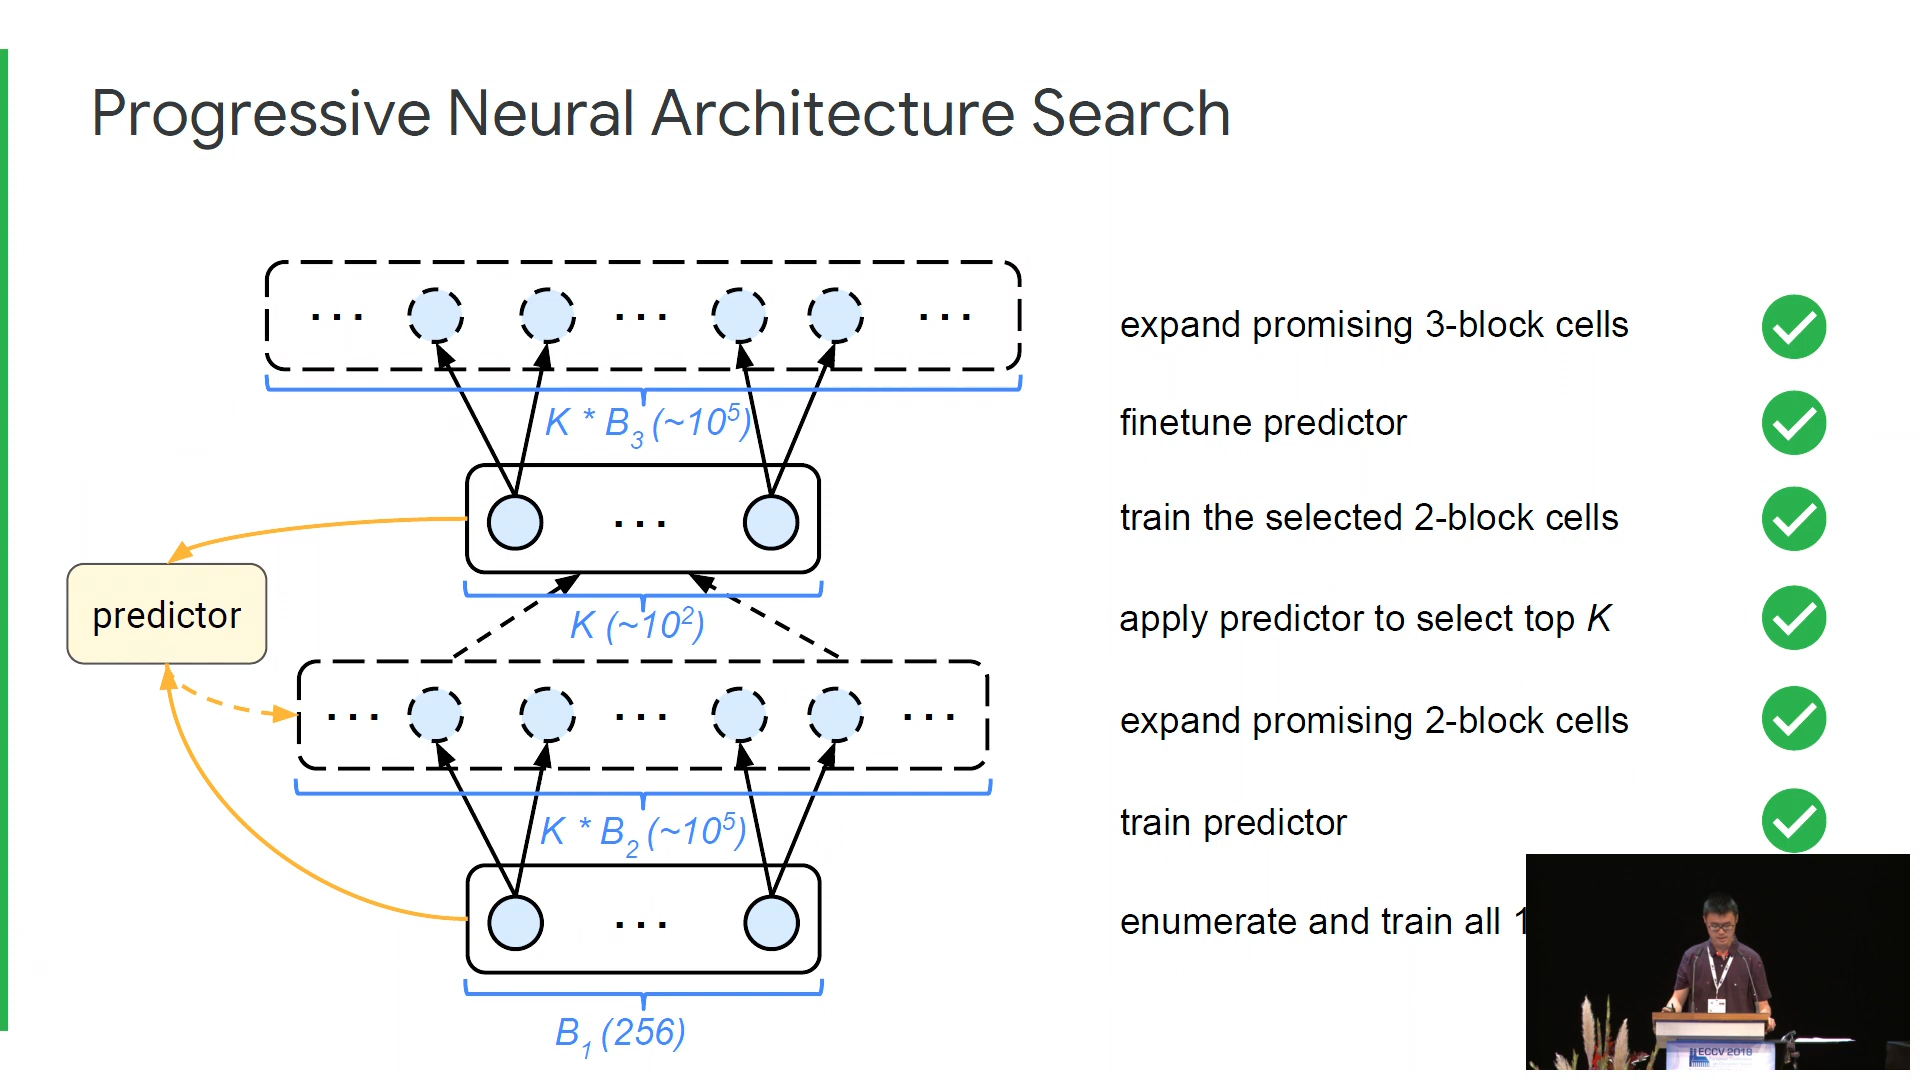 Progressive Neural Architecture Search
... ... ...
expand promising 3-block cells
K * B3 (~10^5)
finetune predictor
...
train the selected 2-block cells
predictor
K (~10^2)
apply predictor to select top K
... ... ...
expand promising 2-block cells
K * B2 (~10^5)
train predictor
...
enumerate and train all 1
B1 (256)
ECCV 2018